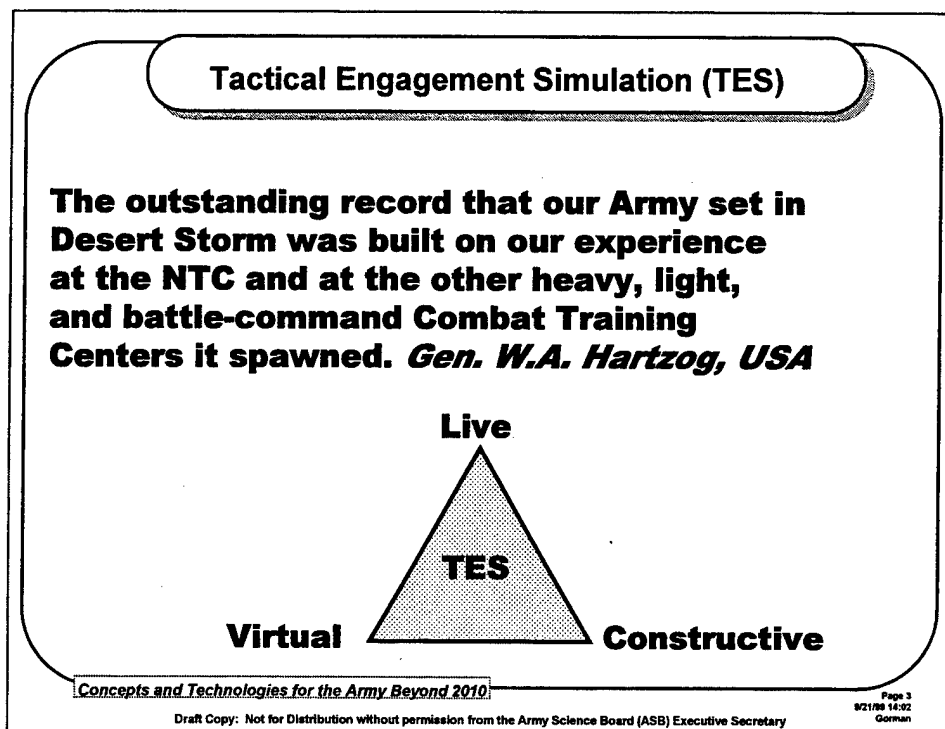 Tactical Engagement Simulation (TES)
The outstanding record that our Army set in
Desert Storm was built on our experience
at the NTC and at the other heavy, light,
and battle-command Combat Training
Centers it spawned. Gen. W.A. Hartzog, USA
Live
TES
Virtual
Constructive
Concepts and Technologies for the Army Beyond 2010
Page 3
14:02
Gorman
Draft Copy: Not for Distribution without permission from the Army Science Board (ASB) Executive Secretary